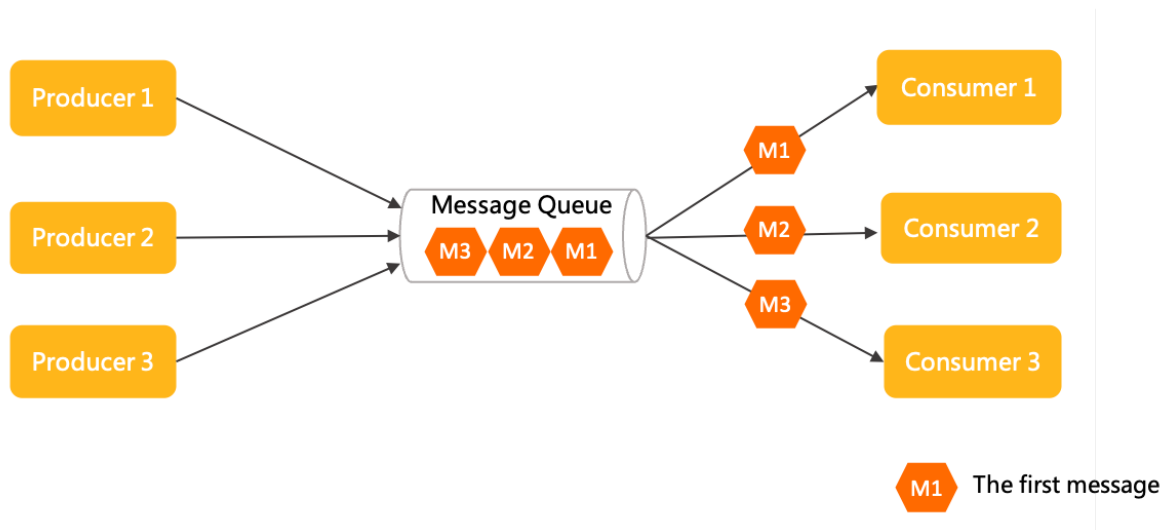 Producer 1
Producer 2
Producer 3
Message Queue
M3 M2 M1
M1
M2
M3
Consumer 1
Consumer 2
Consumer 3
M1 The first message